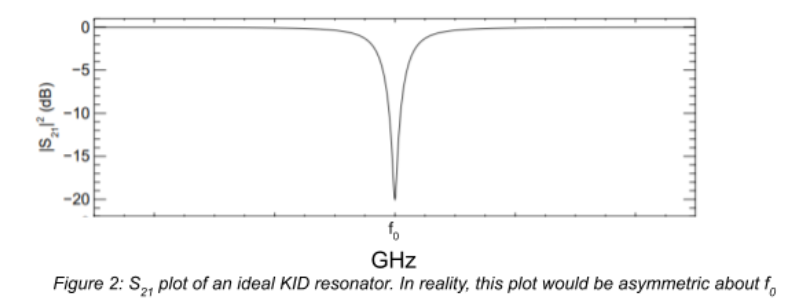 0
−5
−10
−15
−20
|S21|² (dB)
f0
GHz
Figure 2: S21 plot of an ideal KID resonator. In reality, this plot would be asymmetric about f0